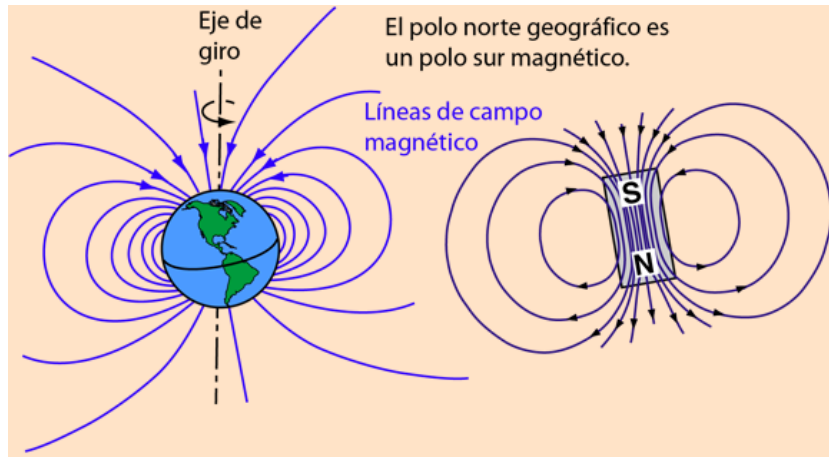 Eje de
giro
El polo norte geográfico es
un polo sur magnético.
Líneas de campo
magnético
S
N